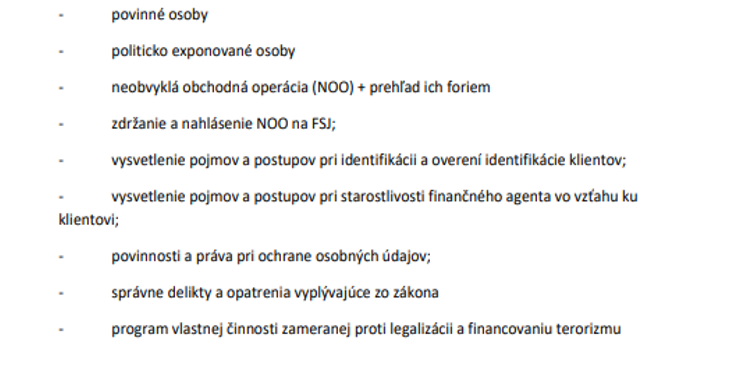 - povinné osoby
- politicko exponované osoby
- neobvyklá obchodná operácia (NOO) + prehľad ich foriem
- zdržanie a nahlásenie NOO na FSJ;
- vysvetlenie pojmov a postupov pri identifikácii a overení identifikácie klientov;
- vysvetlenie pojmov a postupov pri starostlivosti finančného agenta vo vzťahu ku
klientovi;
- povinnosti a práva pri ochrane osobných údajov;
- správne delikty a opatrenia vyplývajúce zo zákona
- program vlastnej činnosti zameranej proti legalizácii a financovaniu terorizmu